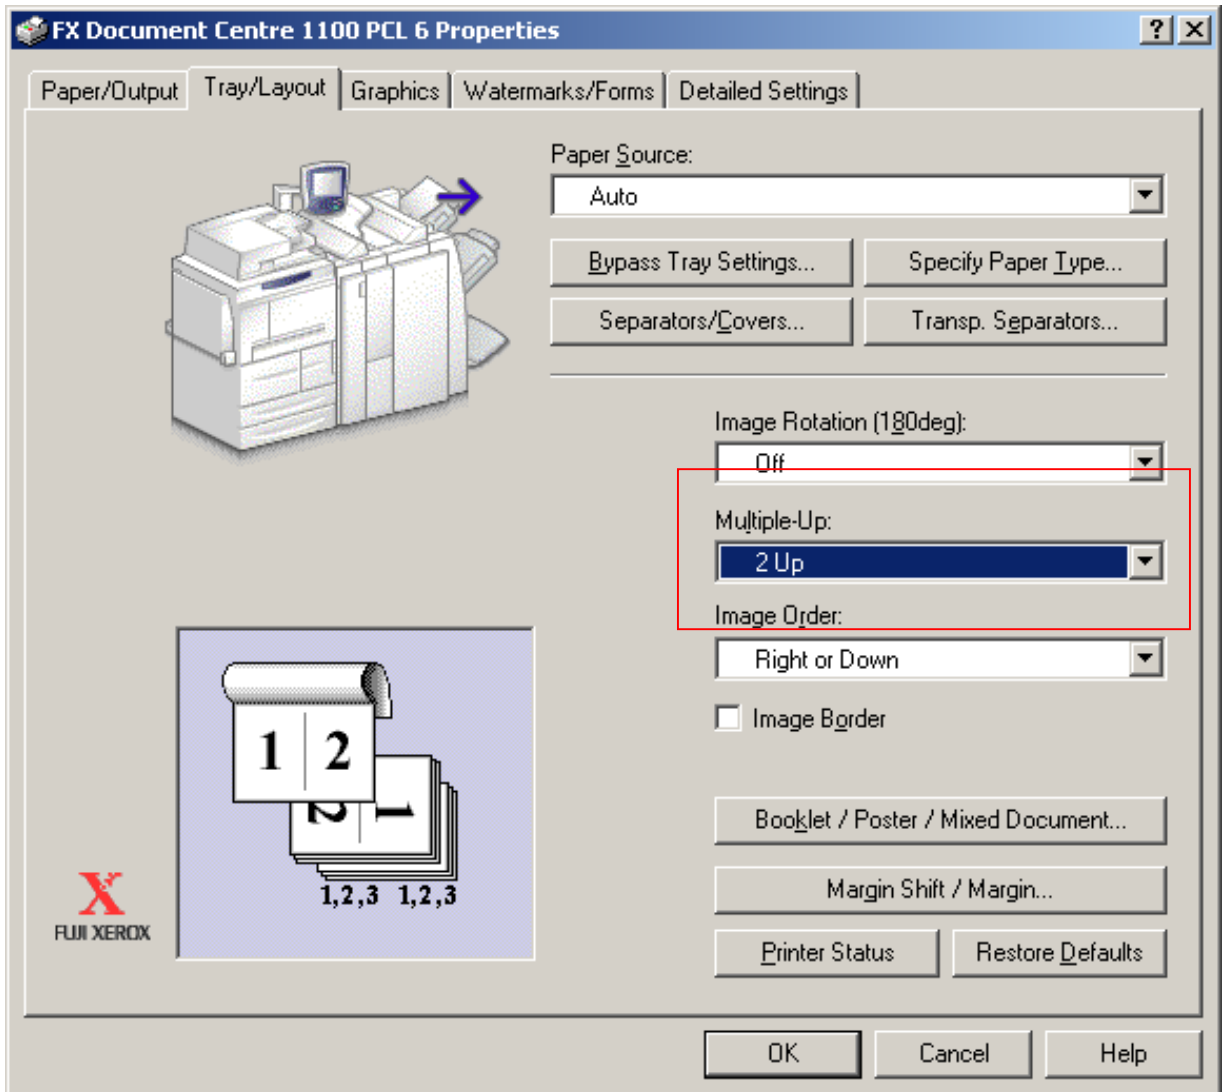 FX Document Centre 1100 PCL 6 Properties
Paper/Output Tray/Layout Graphics Watermarks/Forms Detailed Settings
Paper Source:
Auto
Bypass Tray Settings... Specify Paper Type...
Separators/Covers... Transp. Separators...
Image Rotation (180deg):
Off
Multiple-Up:
2 Up
Image Order:
Right or Down
Image Border
1 2
2 1
1,2,3 1,2,3
FUJI XEROX
Booklet / Poster / Mixed Document...
Margin Shift / Margin...
Printer Status Restore Defaults
OK Cancel Help